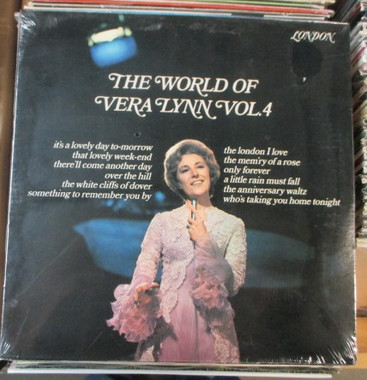 LONDON
THE WORLD OF
VERA LYNN VOL.4
it's a lovely day to-morrow
that lovely week-end
there'll come another day
over the hill
the white cliffs of dover
something to remember you by
the london I love
the mem'ry of a rose
only forever
a little rain must fall
the anniversary waltz
who's taking you home tonight